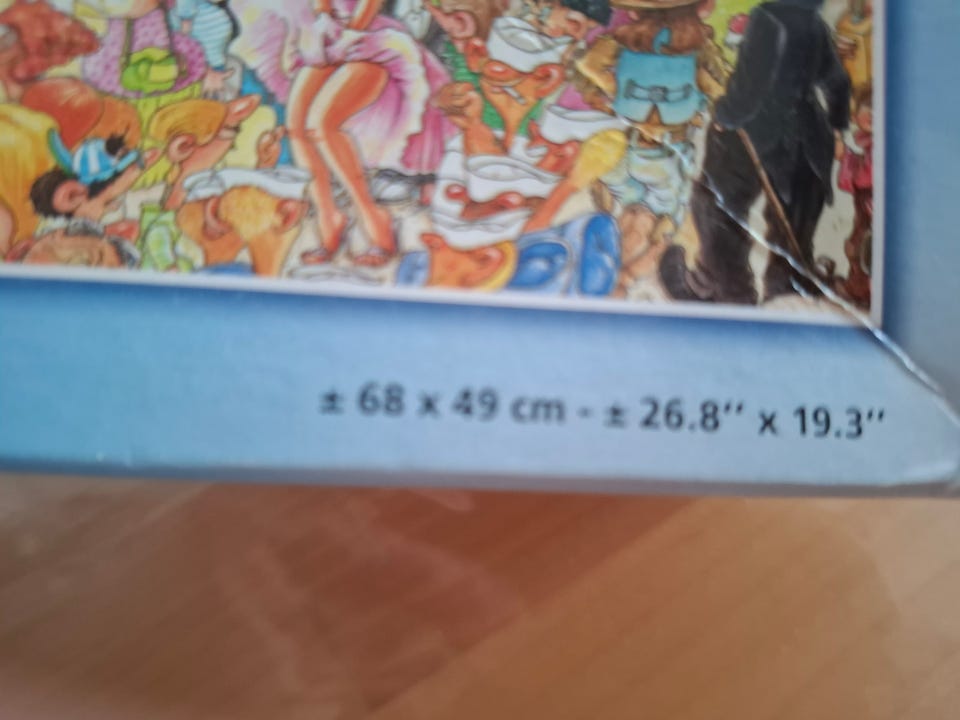 ± 68 x 49 cm - ± 26.8'' x 19.3''